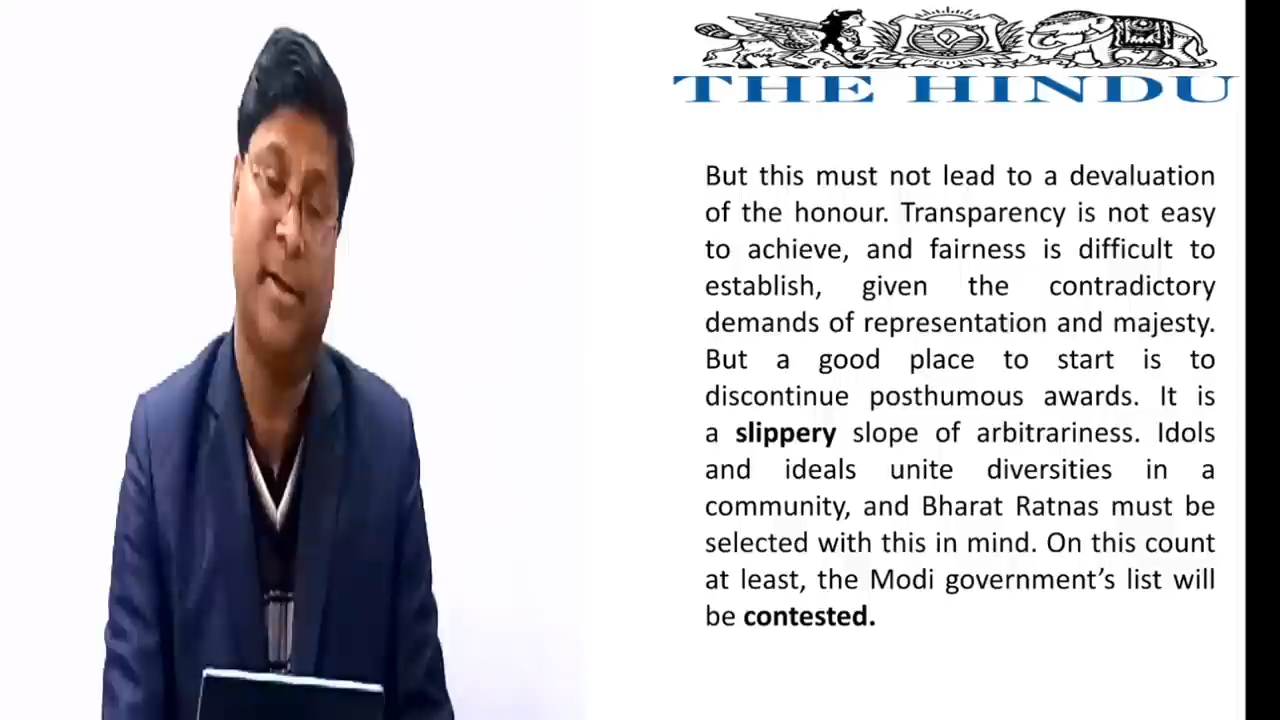 THE HINDU
But this must not lead to a devaluation
of the honour. Transparency is not easy
to achieve, and fairness is difficult to
establish, given the contradictory
demands of representation and majesty.
But a good place to start is to
discontinue posthumous awards. It is
a slippery slope of arbitrariness. Idols
and ideals unite diversities in a
community, and Bharat Ratnas must be
selected with this in mind. On this count
at least, the Modi government’s list will
be contested.